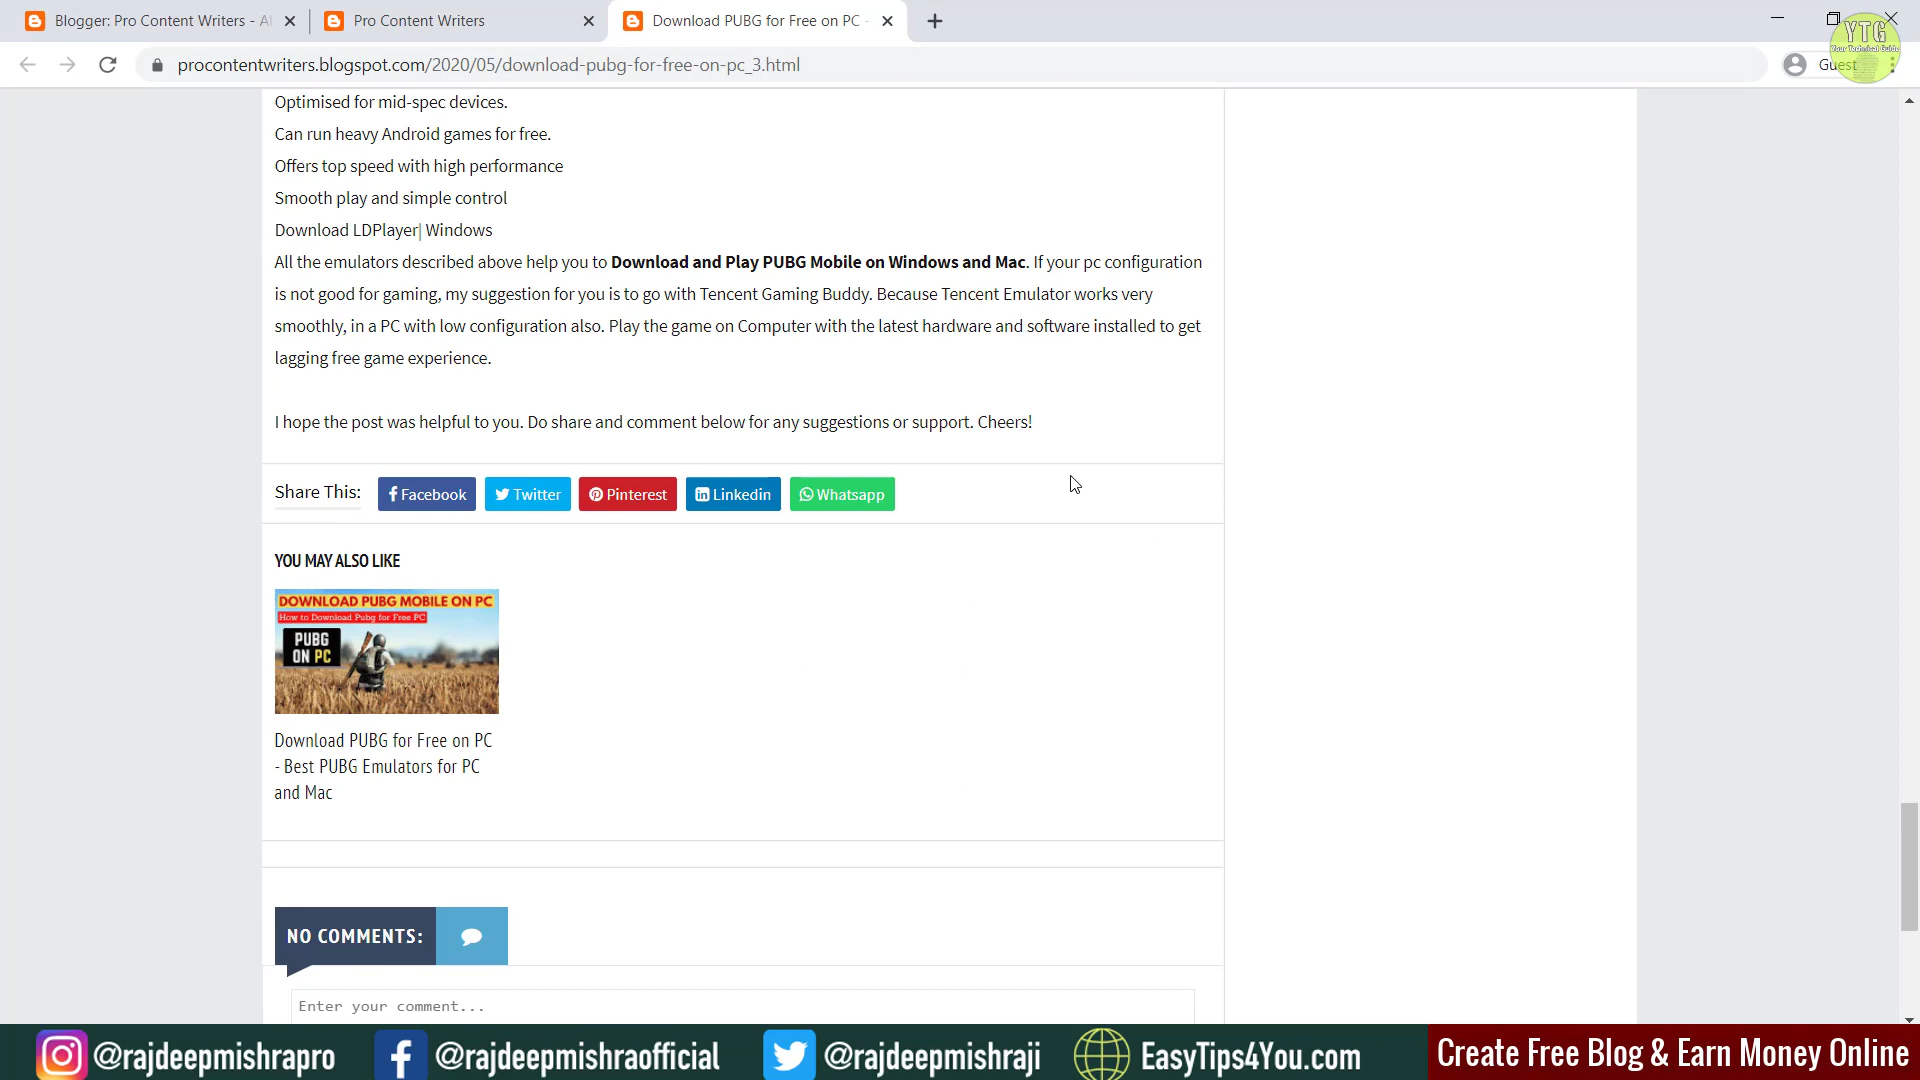 Blogger: Pro Content Writers - Al
Pro Content Writers
Download PUBG for Free on PC -
procontentwriters.blogspot.com/2020/05/download-pubg-for-free-on-pc_3.html
Guest
YTG
Your Technical Guide
Optimised for mid-spec devices.
Can run heavy Android games for free.
Offers top speed with high performance
Smooth play and simple control
Download LDPlayer| Windows
All the emulators described above help you to Download and Play PUBG Mobile on Windows and Mac. If your pc configuration
is not good for gaming, my suggestion for you is to go with Tencent Gaming Buddy. Because Tencent Emulator works very
smoothly, in a PC with low configuration also. Play the game on Computer with the latest hardware and software installed to get
lagging free game experience.
I hope the post was helpful to you. Do share and comment below for any suggestions or support. Cheers!
Share This: Facebook Twitter Pinterest Linkedin Whatsapp
YOU MAY ALSO LIKE
DOWNLOAD PUBG MOBILE ON PC
How to Download Pubg for Free PC
PUBG
ON PC
Download PUBG for Free on PC
- Best PUBG Emulators for PC
and Mac
NO COMMENTS:
Enter your comment...
@rajdeepmishrapro @rajdeepmishraofficial @rajdeepmishraji EasyTips4You.com Create Free Blog & Earn Money Online